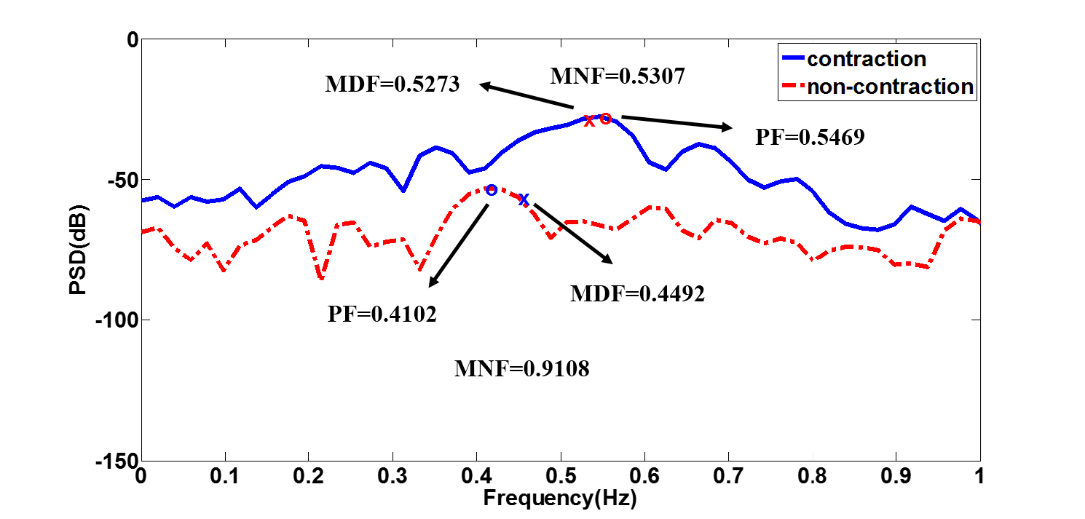 0
contraction
non-contraction
MDF=0.5273
MNF=0.5307
PF=0.5469
-50
PSD(dB)
MDF=0.4492
PF=0.4102
-100
MNF=0.9108
-150
0 0.1 0.2 0.3 0.4 0.5 0.6 0.7 0.8 0.9 1
Frequency(Hz)